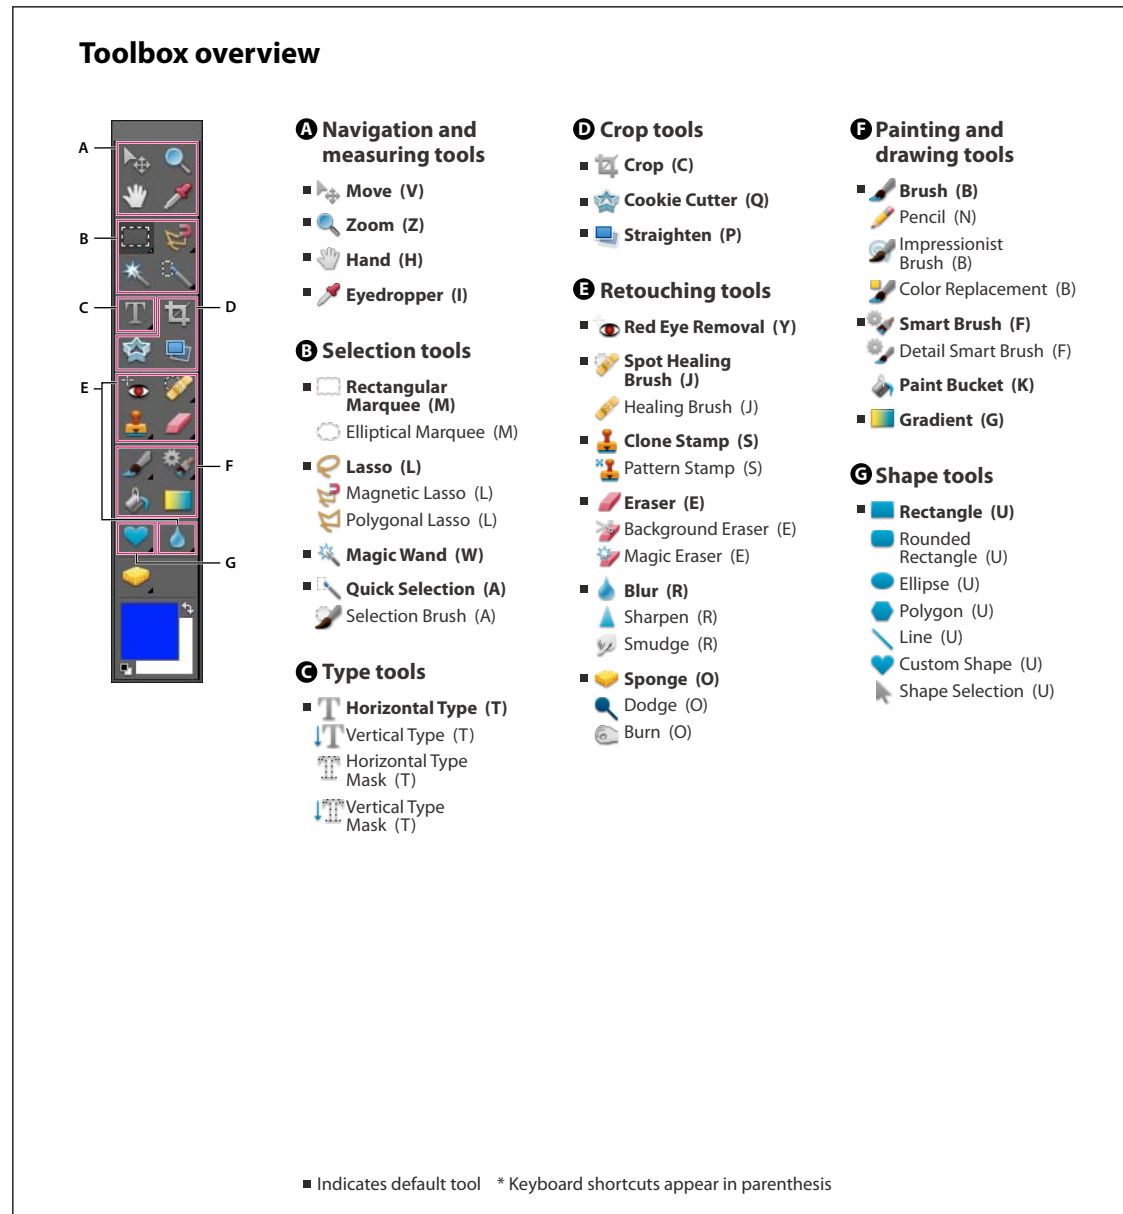 Toolbox overview
A
B
C
D
E
F
G
A Navigation and
measuring tools
Move (V)
Zoom (Z)
Hand (H)
Eyedropper (I)
B Selection tools
Rectangular
Marquee (M)
Elliptical Marquee (M)
Lasso (L)
Magnetic Lasso (L)
Polygonal Lasso (L)
Magic Wand (W)
Quick Selection (A)
Selection Brush (A)
C Type tools
Horizontal Type (T)
Vertical Type (T)
Horizontal Type
Mask (T)
Vertical Type
Mask (T)
D Crop tools
Crop (C)
Cookie Cutter (Q)
Straighten (P)
E Retouching tools
Red Eye Removal (Y)
Spot Healing
Brush (J)
Healing Brush (J)
Clone Stamp (S)
Pattern Stamp (S)
Eraser (E)
Background Eraser (E)
Magic Eraser (E)
Blur (R)
Sharpen (R)
Smudge (R)
Sponge (O)
Dodge (O)
Burn (O)
F Painting and
drawing tools
Brush (B)
Pencil (N)
Impressionist
Brush (B)
Color Replacement (B)
Smart Brush (F)
Detail Smart Brush (F)
Paint Bucket (K)
Gradient (G)
G Shape tools
Rectangle (U)
Rounded
Rectangle (U)
Ellipse (U)
Polygon (U)
Line (U)
Custom Shape (U)
Shape Selection (U)
■ Indicates default tool * Keyboard shortcuts appear in parenthesis